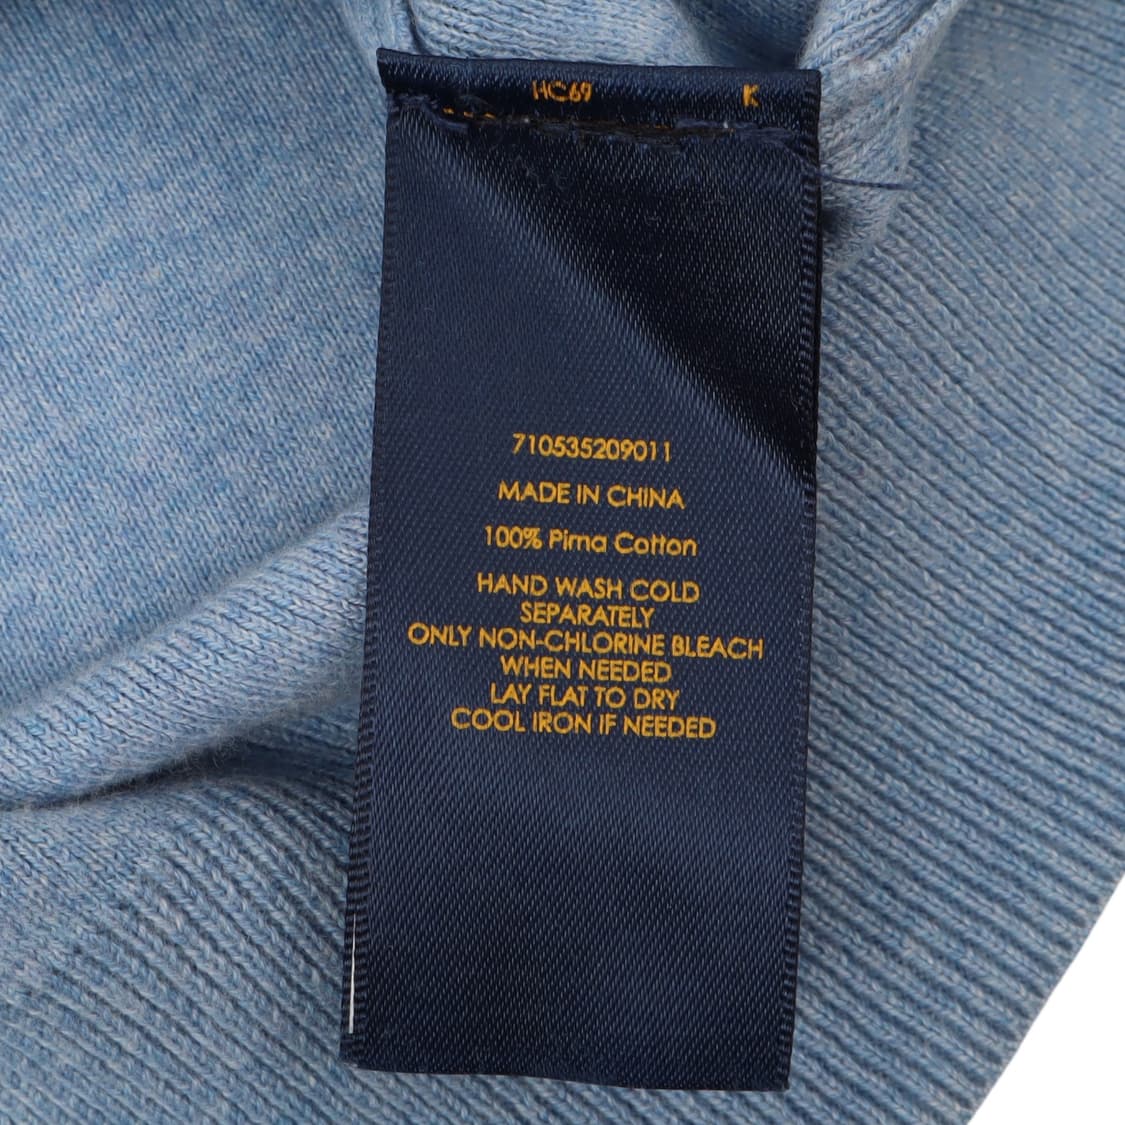 HC69 K
710535209011
MADE IN CHINA
100% Pima Cotton
HAND WASH COLD
SEPARATELY
ONLY NON-CHLORINE BLEACH
WHEN NEEDED
LAY FLAT TO DRY
COOL IRON IF NEEDED